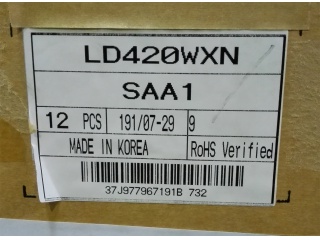 LD420WXN
SAA1
12 PCS 191/07-29 9
MADE IN KOREA RoHS Verified
37J977967191B 732